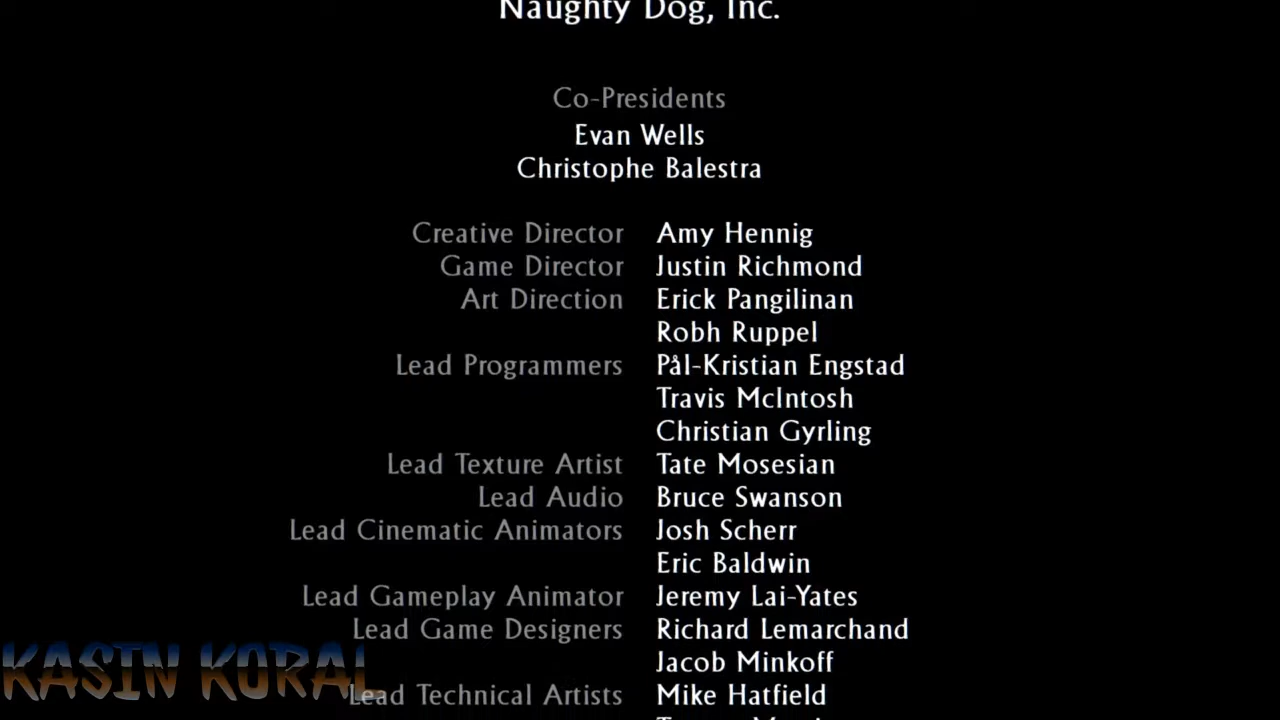 Naughty Dog, Inc.
Co-Presidents
Evan Wells
Christophe Balestra
Creative Director Amy Hennig
Game Director Justin Richmond
Art Direction Erick Pangilinan
Robh Ruppel
Lead Programmers Pål-Kristian Engstad
Travis McIntosh
Christian Gyrling
Lead Texture Artist Tate Mosesian
Lead Audio Bruce Swanson
Lead Cinematic Animators Josh Scherr
Eric Baldwin
Lead Gameplay Animator Jeremy Lai-Yates
Lead Game Designers Richard Lemarchand
Jacob Minkoff
KASIN KORAL
Lead Technical Artists Mike Hatfield